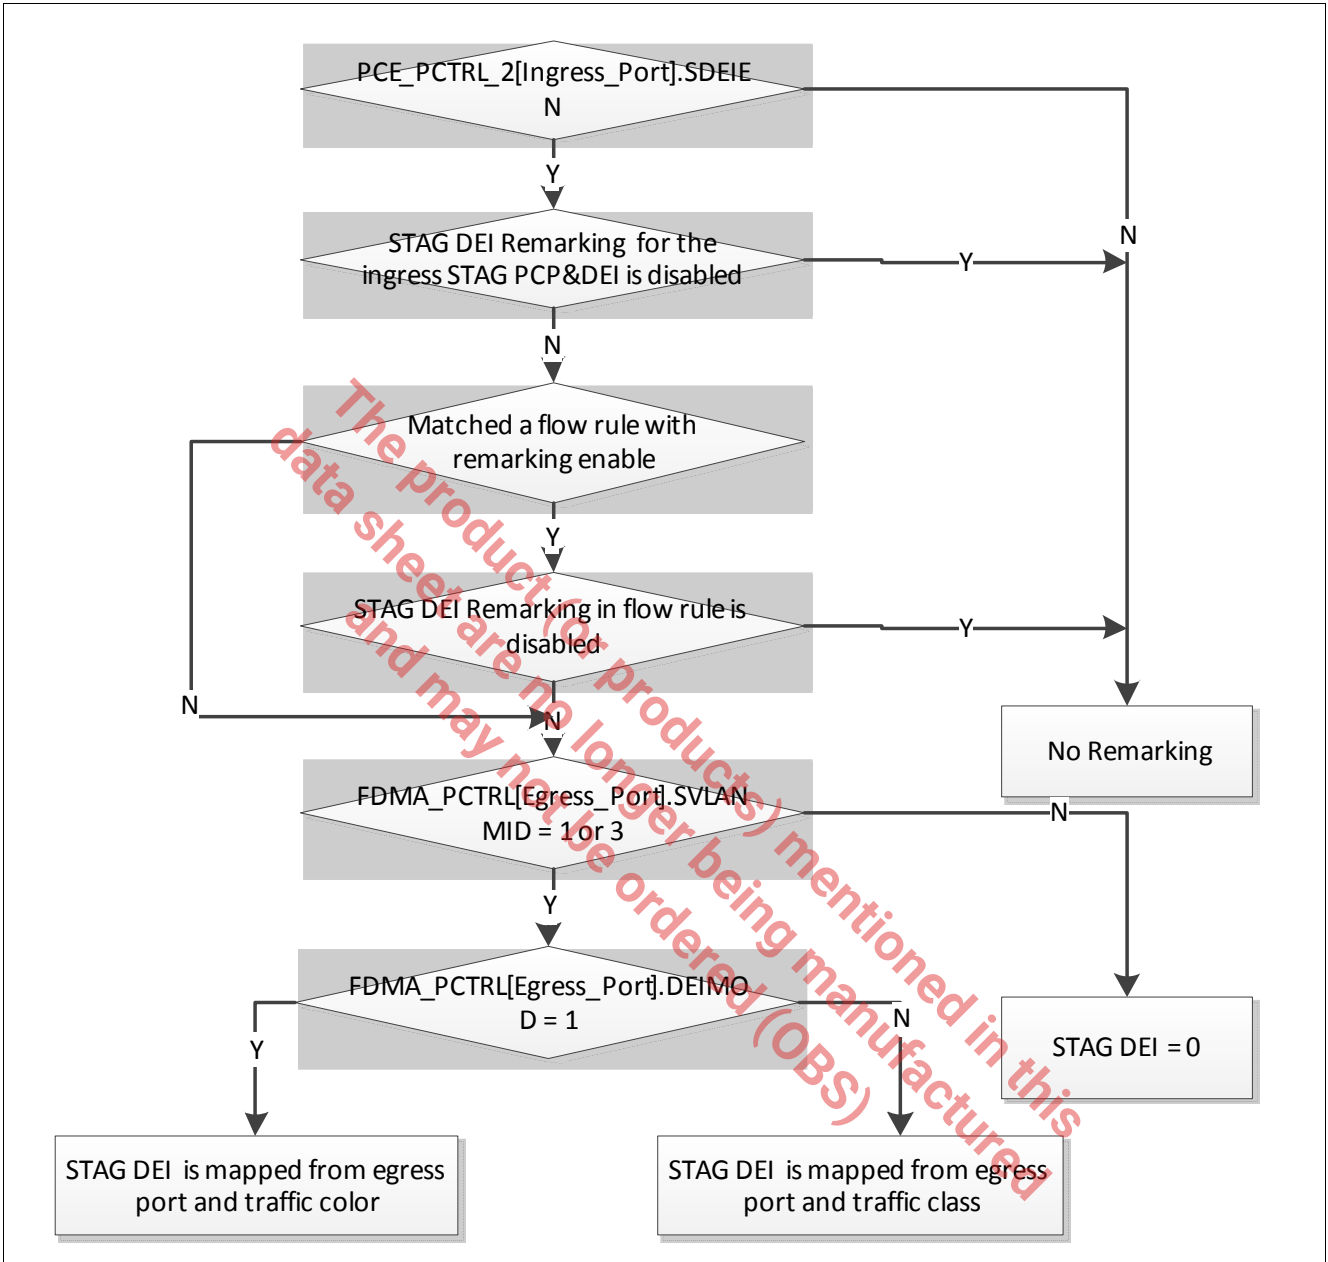 PCE_PCTRL_2[Ingress_Port].SDEIE
N
N
Y
STAG DEI Remarking for the
ingress STAG PCP&DEI is disabled
Y
N
Matched a flow rule with
remarking enable
Y
STAG DEI Remarking in flow rule is
disabled
Y
N
N
No Remarking
FDMA_PCTRL[Egress_Port].SVLAN
MID = 1 or 3
N
Y
FDMA_PCTRL[Egress_Port].DEIMO
D = 1
Y
N
STAG DEI = 0
STAG DEI is mapped from egress
port and traffic color
STAG DEI is mapped from egress
port and traffic class
The product (or products) mentioned in this
data sheet are no longer being manufactured
and may not be ordered (OBS)